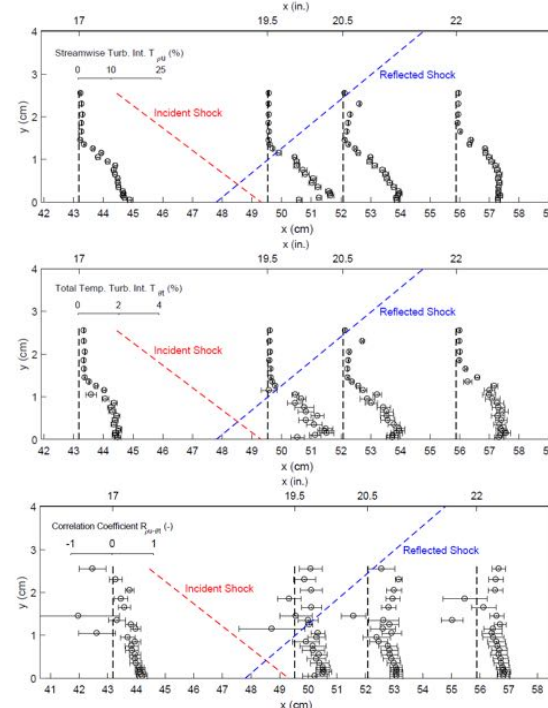 x (in.)
17 19.5 20.5 22
Streamwise Turb. Int. T ρu (%)
0 10 25
Incident Shock
Reflected Shock
y (cm)
4
3
2
1
0
42 43 44 45 46 47 48 49 50 51 52 53 54 55 56 57 58 59
x (cm)
x (in.)
17 19.5 20.5 22
Total Temp. Turb. Int. T θt (%)
0 2 4
Reflected Shock
Incident Shock
y (cm)
4
3
2
1
0
42 43 44 45 46 47 48 49 50 51 52 53 54 55 56 57 58 59
x (cm)
x (in.)
17 19.5 20.5 22
Correlation Coefficient R ρu-θt (-)
-1 0 1
Reflected Shock
Incident Shock
y (cm)
4
3
2
1
0
41 42 43 44 45 46 47 48 49 50 51 52 53 54 55 56 57 58
x (cm)